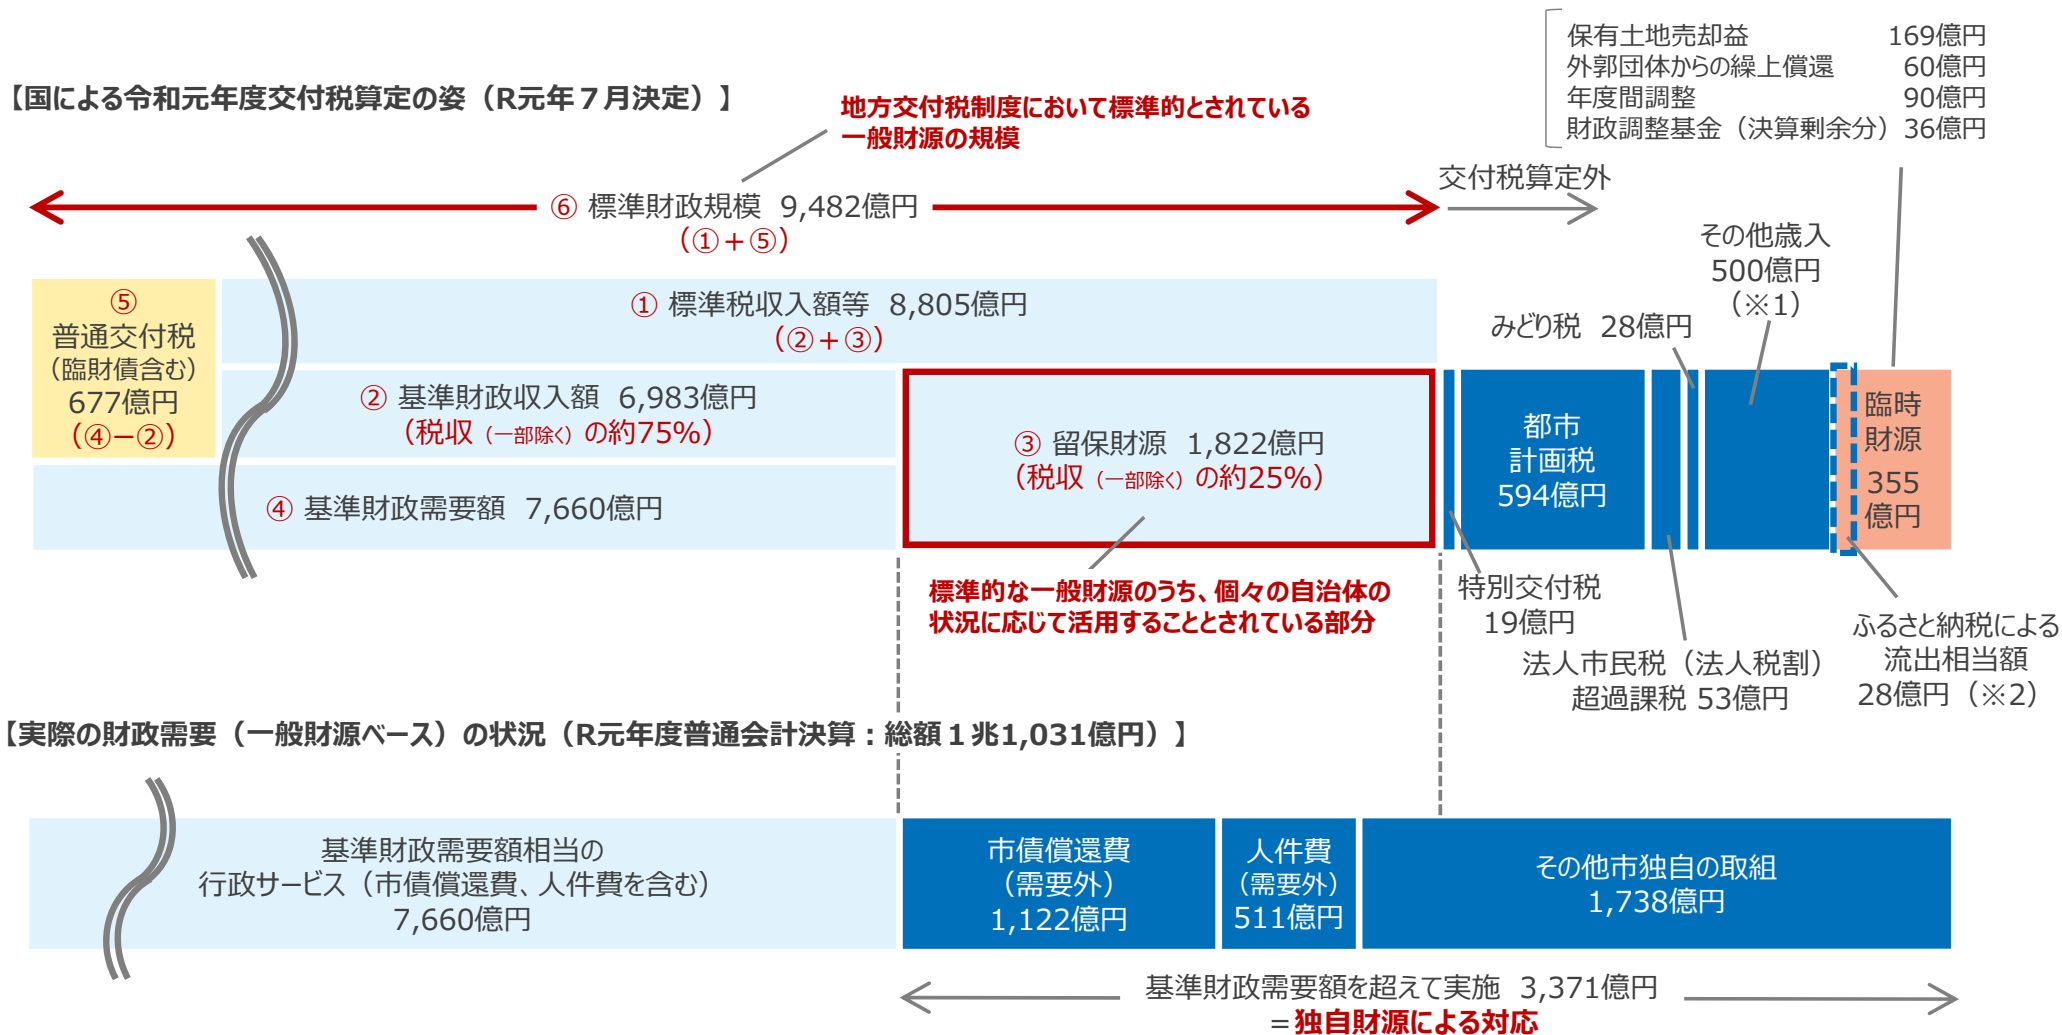 保有土地売却益 169億円
外郭団体からの繰上償還 60億円
年度間調整 90億円
財政調整基金（決算剰余分） 36億円
【国による令和元年度交付税算定の姿（R元年７月決定）】
地方交付税制度において標準的とされている
一般財源の規模
交付税算定外
⑥ 標準財政規模 9,482億円
（①＋⑤）
その他歳入
500億円
（※1）
⑤
普通交付税
（臨財債含む）
677億円
（④－②）
① 標準税収入額等 8,805億円
（②＋③）
みどり税 28億円
② 基準財政収入額 6,983億円
（税収（一部除く）の約75%）
③ 留保財源 1,822億円
（税収（一部除く）の約25%）
都市
計画税
594億円
臨時
財源
355
億円
④ 基準財政需要額 7,660億円
標準的な一般財源のうち、個々の自治体の
状況に応じて活用することとされている部分
特別交付税
19億円
法人市民税（法人税割）
超過課税 53億円
ふるさと納税による
流出相当額
28億円（※2）
【実際の財政需要（一般財源ベース）の状況（R元年度普通会計決算：総額１兆1,031億円）】
基準財政需要額相当の
行政サービス（市債償還費、人件費を含む）
7,660億円
市債償還費
（需要外）
1,122億円
人件費
（需要外）
511億円
その他市独自の取組
1,738億円
基準財政需要額を超えて実施 3,371億円
＝独自財源による対応